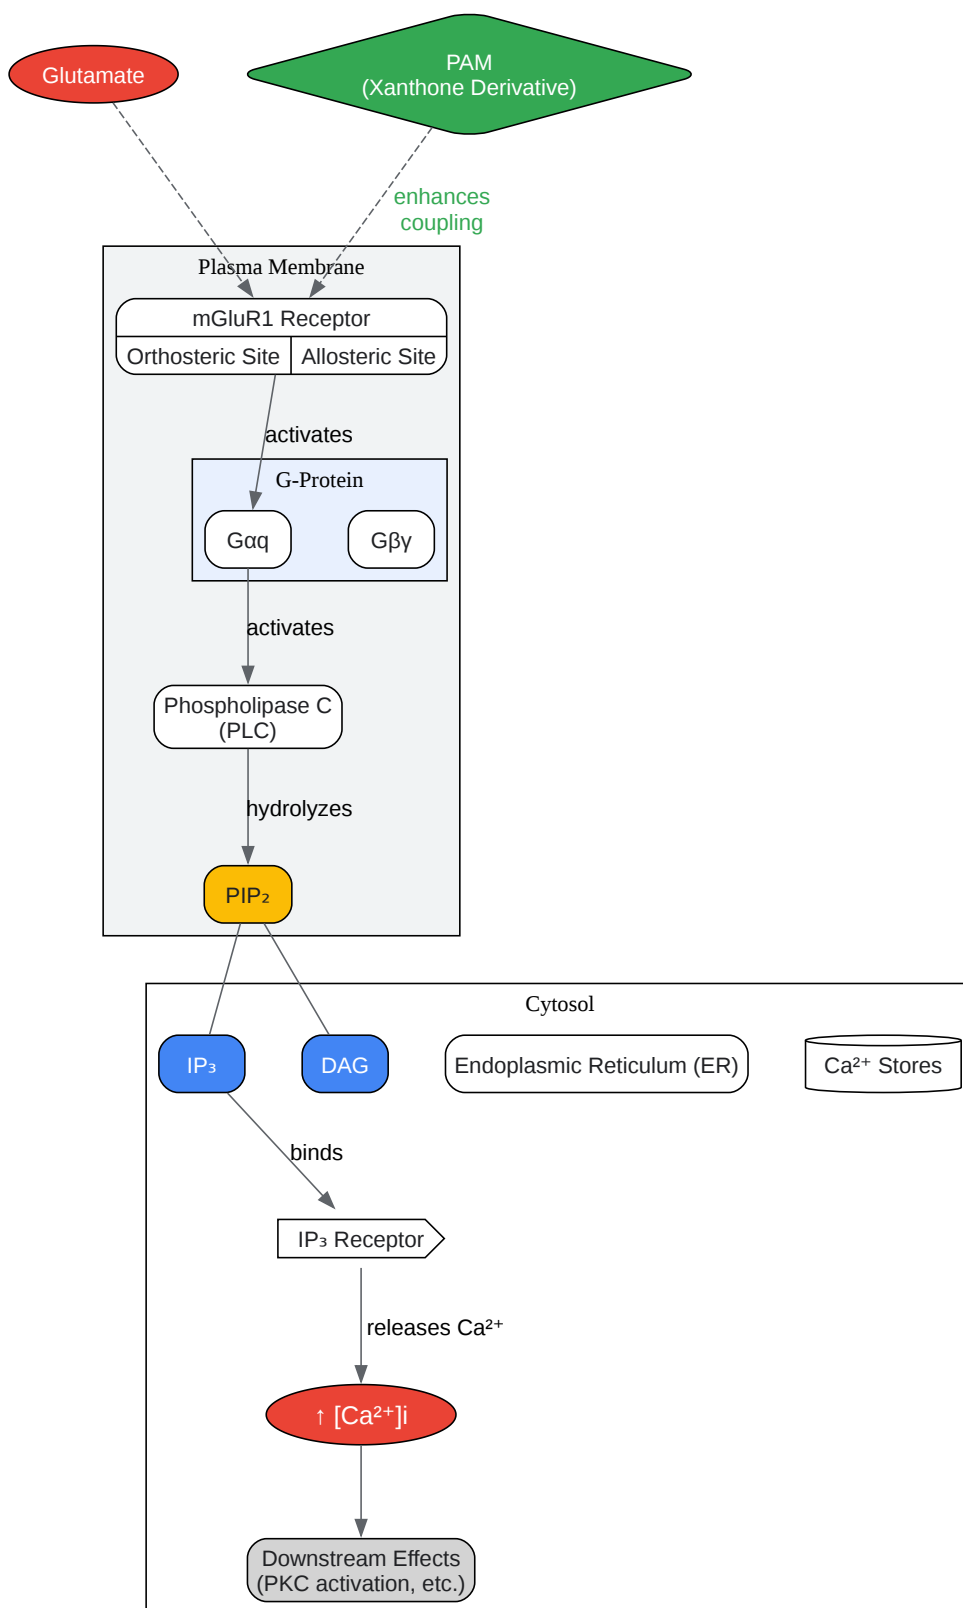 Glutamate
PAM
(Xanthone Derivative)
enhances
coupling
Plasma Membrane
mGluR1 Receptor
Orthosteric Site
Allosteric Site
activates
G-Protein
Gαq
Gβγ
activates
Phospholipase C
(PLC)
hydrolyzes
PIP₂
Cytosol
IP₃
DAG
Endoplasmic Reticulum (ER)
Ca²⁺ Stores
binds
IP₃ Receptor
releases Ca²⁺
↑ [Ca²⁺]i
Downstream Effects
(PKC activation, etc.)